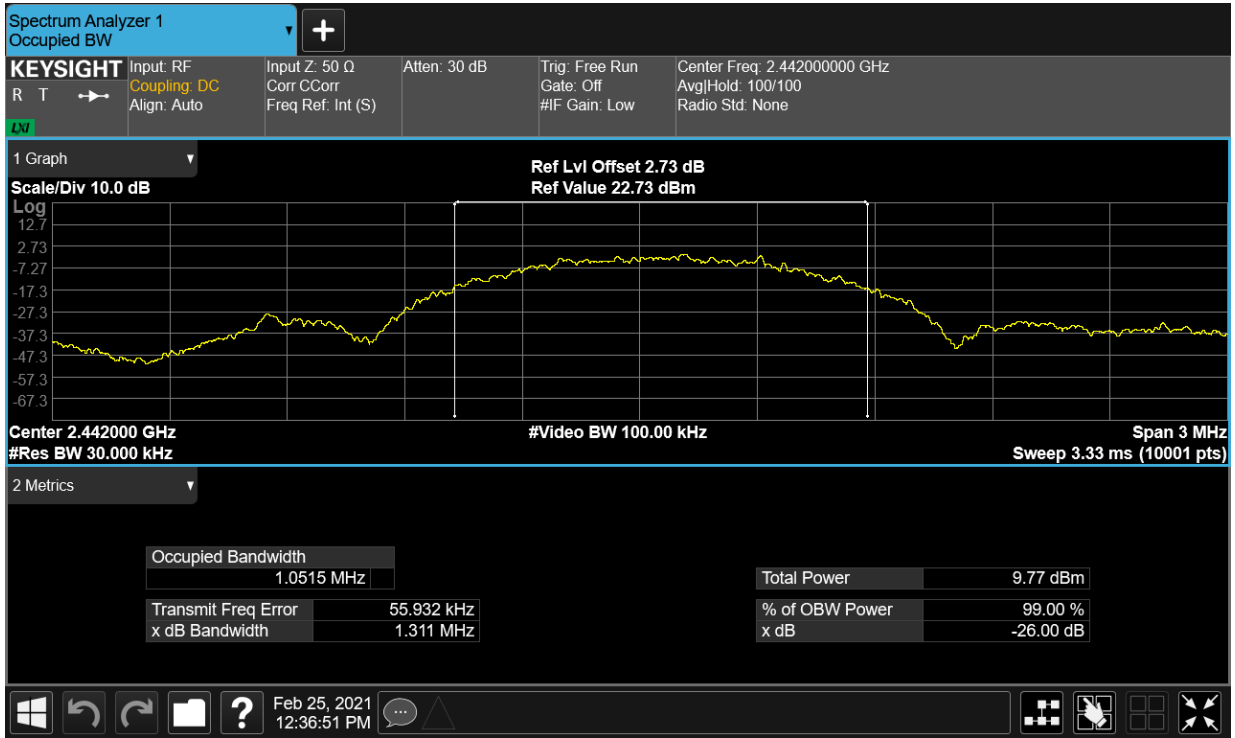 Spectrum Analyzer 1
Occupied BW
▼
+
KEYSIGHT
R T
LXI
Input: RF
Coupling: DC
Align: Auto
Input Z: 50 Ω
Corr CCorr
Freq Ref: Int (S)
Atten: 30 dB
Trig: Free Run
Gate: Off
#IF Gain: Low
Center Freq: 2.442000000 GHz
Avg|Hold: 100/100
Radio Std: None
1 Graph ▼
Scale/Div 10.0 dB
Ref Lvl Offset 2.73 dB
Ref Value 22.73 dBm
Log
12.7
2.73
-7.27
-17.3
-27.3
-37.3
-47.3
-57.3
-67.3
Center 2.442000 GHz
#Res BW 30.000 kHz
#Video BW 100.00 kHz
Span 3 MHz
Sweep 3.33 ms (10001 pts)
2 Metrics ▼
Occupied Bandwidth
1.0515 MHz
Transmit Freq Error 55.932 kHz
x dB Bandwidth 1.311 MHz
Total Power 9.77 dBm
% of OBW Power 99.00 %
x dB -26.00 dB
?
Feb 25, 2021
12:36:51 PM